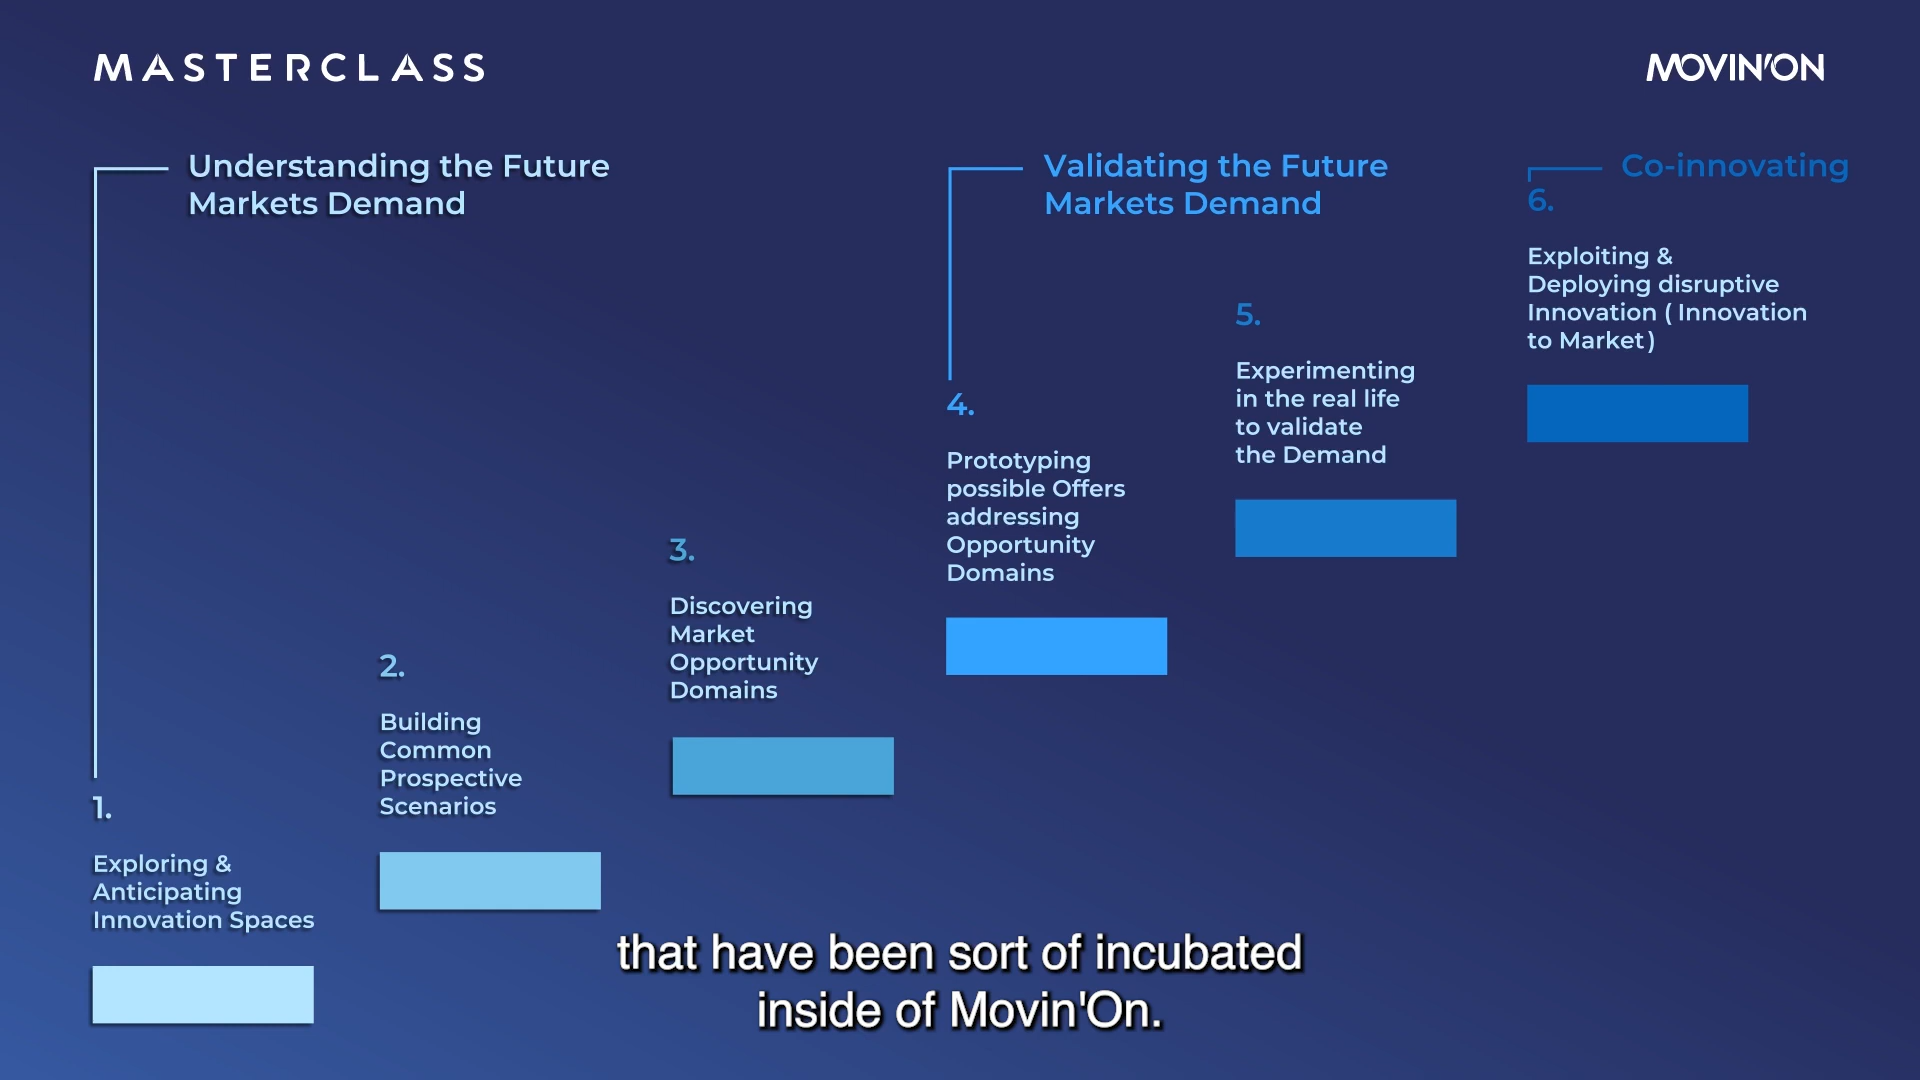 MASTERCLASS
MOVIN'ON
Understanding the Future
Markets Demand
Validating the Future
Markets Demand
Co-innovating
1.
Exploring &
Anticipating
Innovation Spaces
2.
Building
Common
Prospective
Scenarios
3.
Discovering
Market
Opportunity
Domains
4.
Prototyping
possible Offers
addressing
Opportunity
Domains
5.
Experimenting
in the real life
to validate
the Demand
6.
Exploiting &
Deploying disruptive
Innovation ( Innovation
to Market)
that have been sort of incubated
inside of Movin'On.